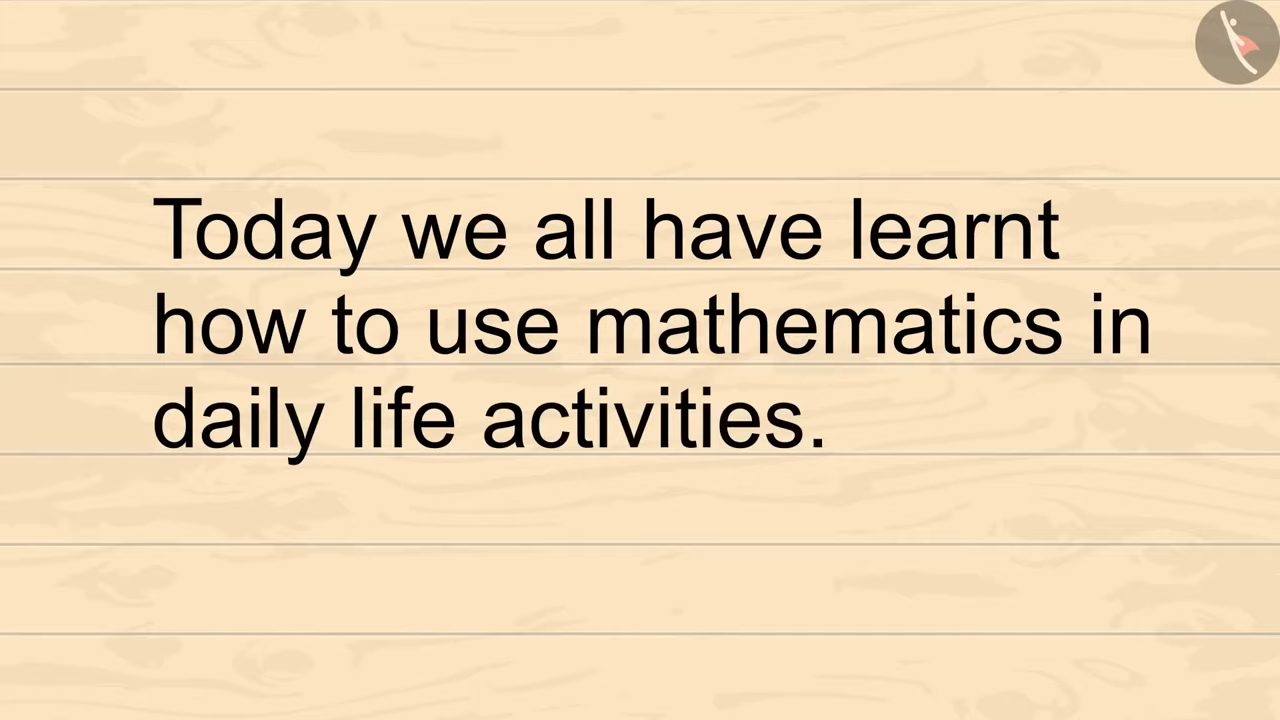 Today we all have learnt
how to use mathematics in
daily life activities.